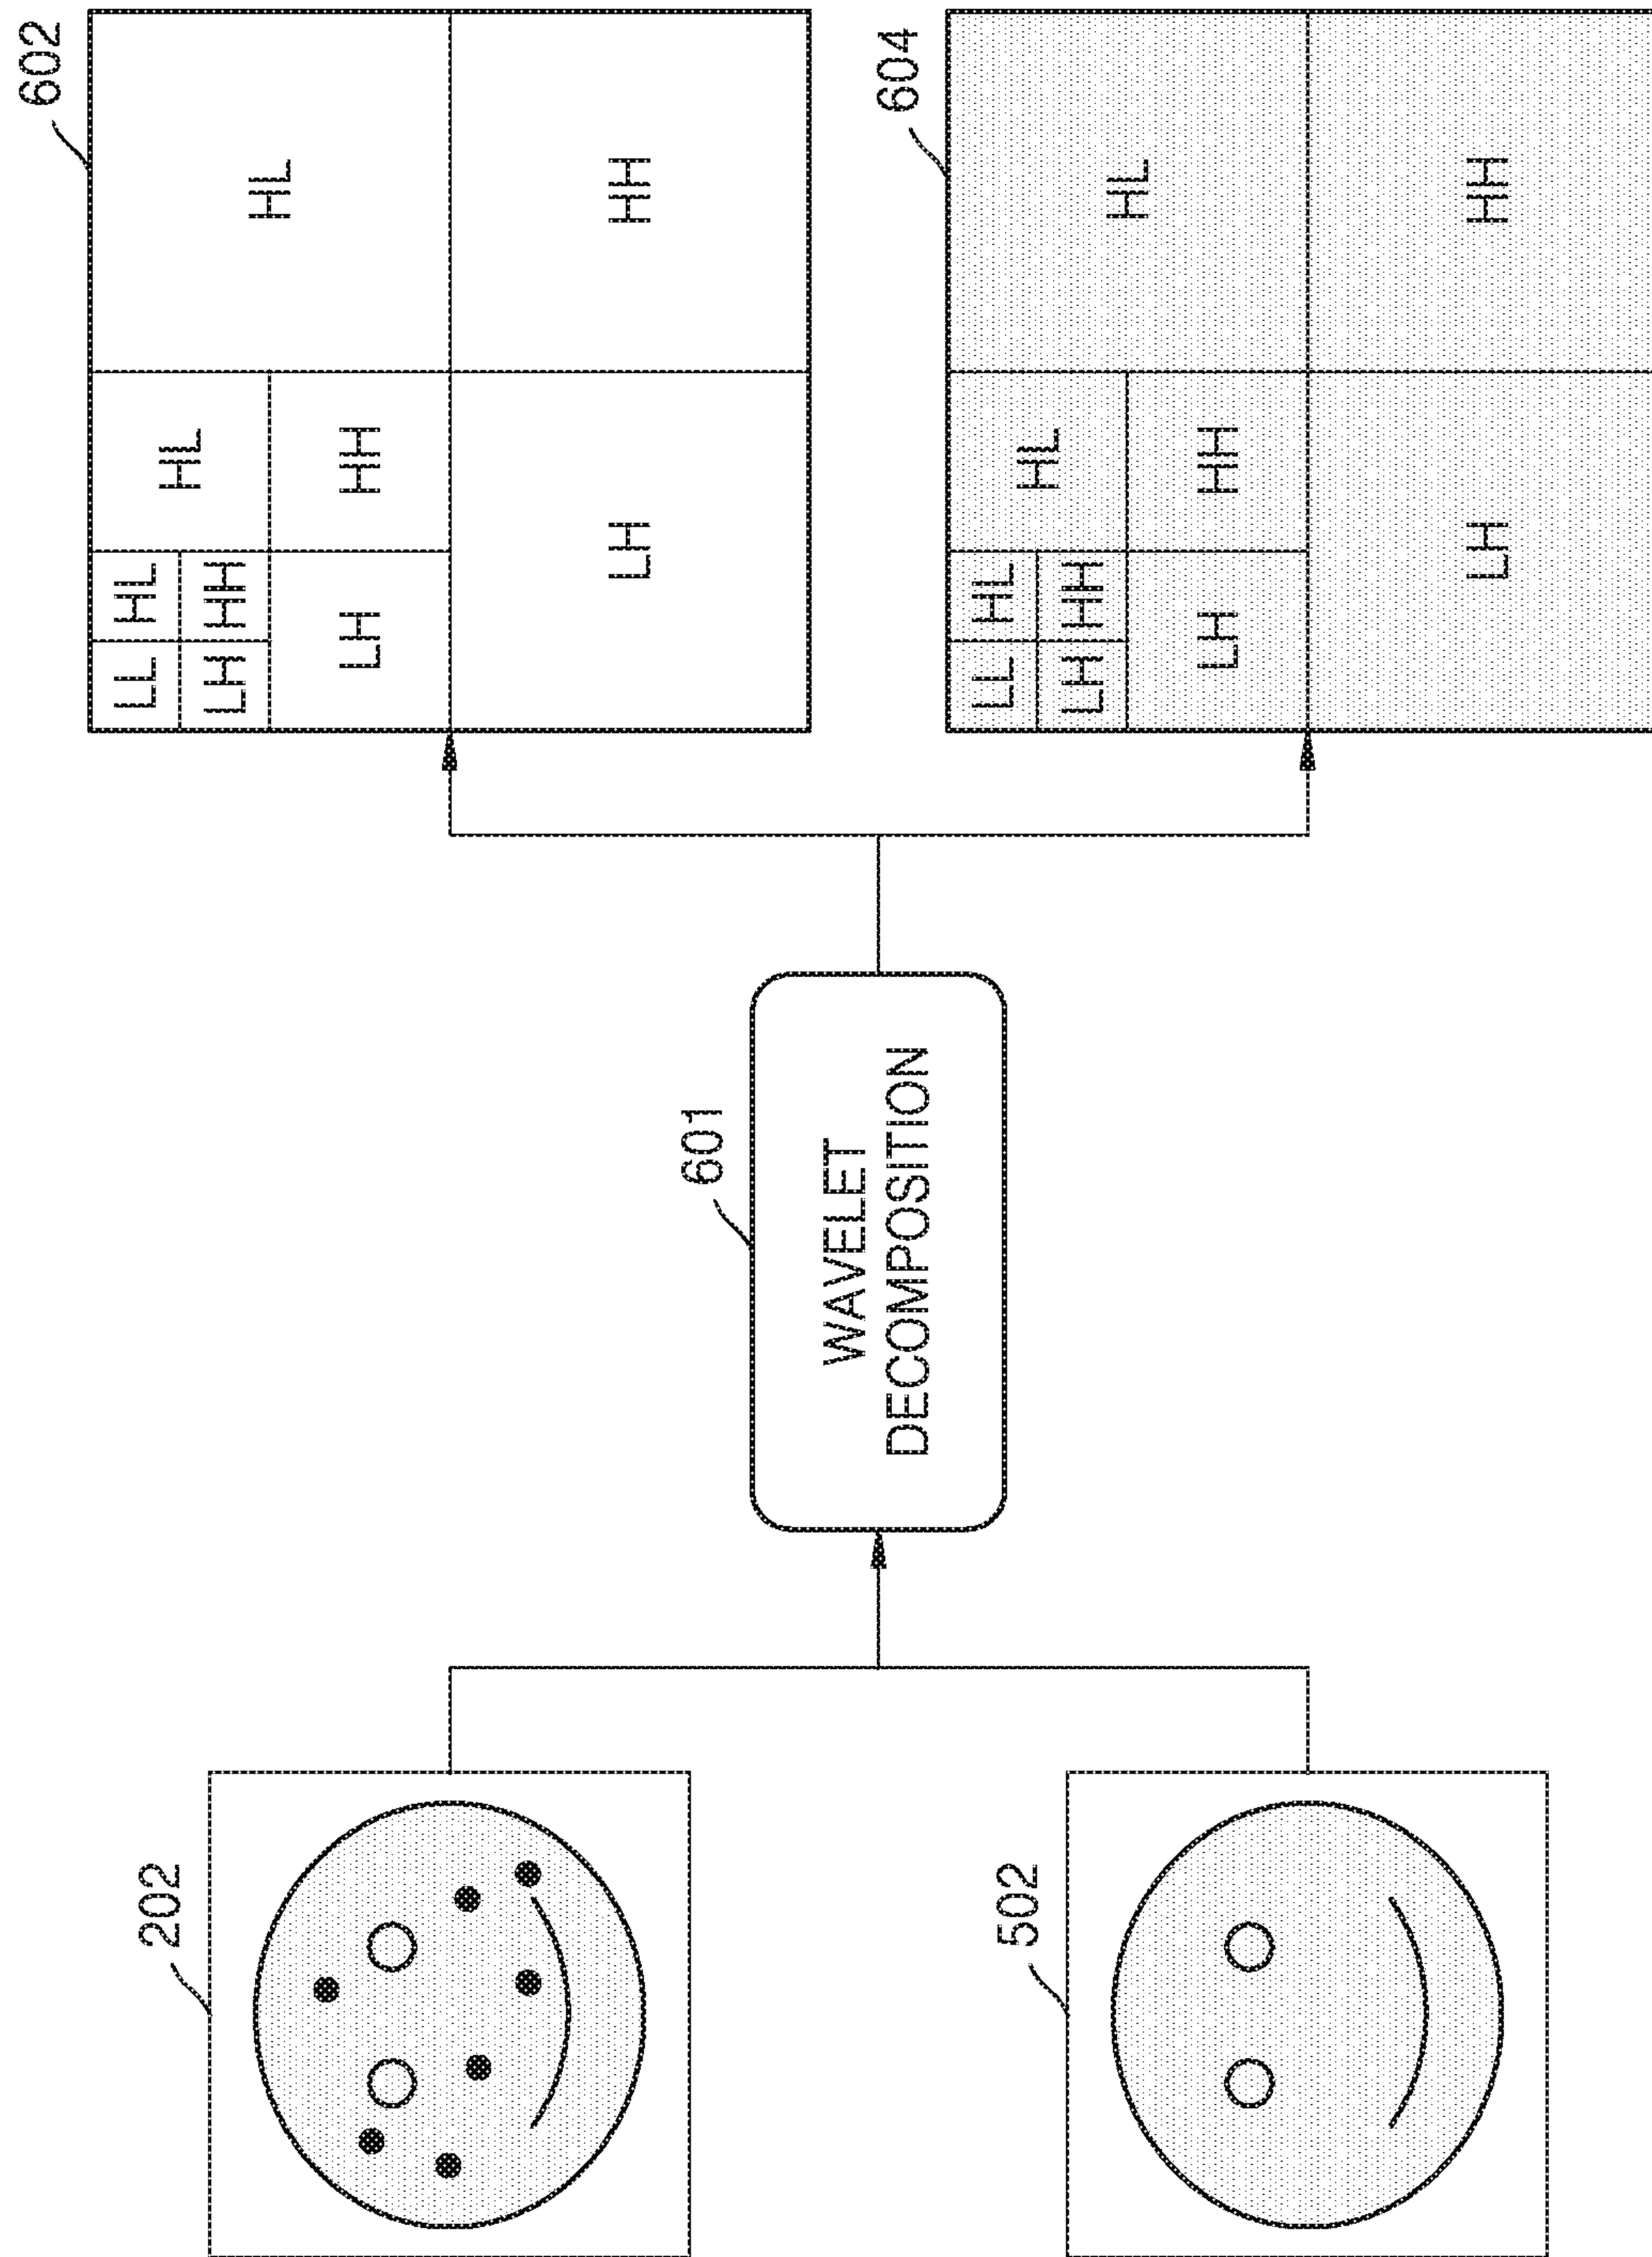 202
502
601
WAVELET
DECOMPOSITION
602
LL HL
HL
LH HH
HL
LH HH
LH HH
604
LL HL
HL
LH HH
HL
LH HH
LH HH